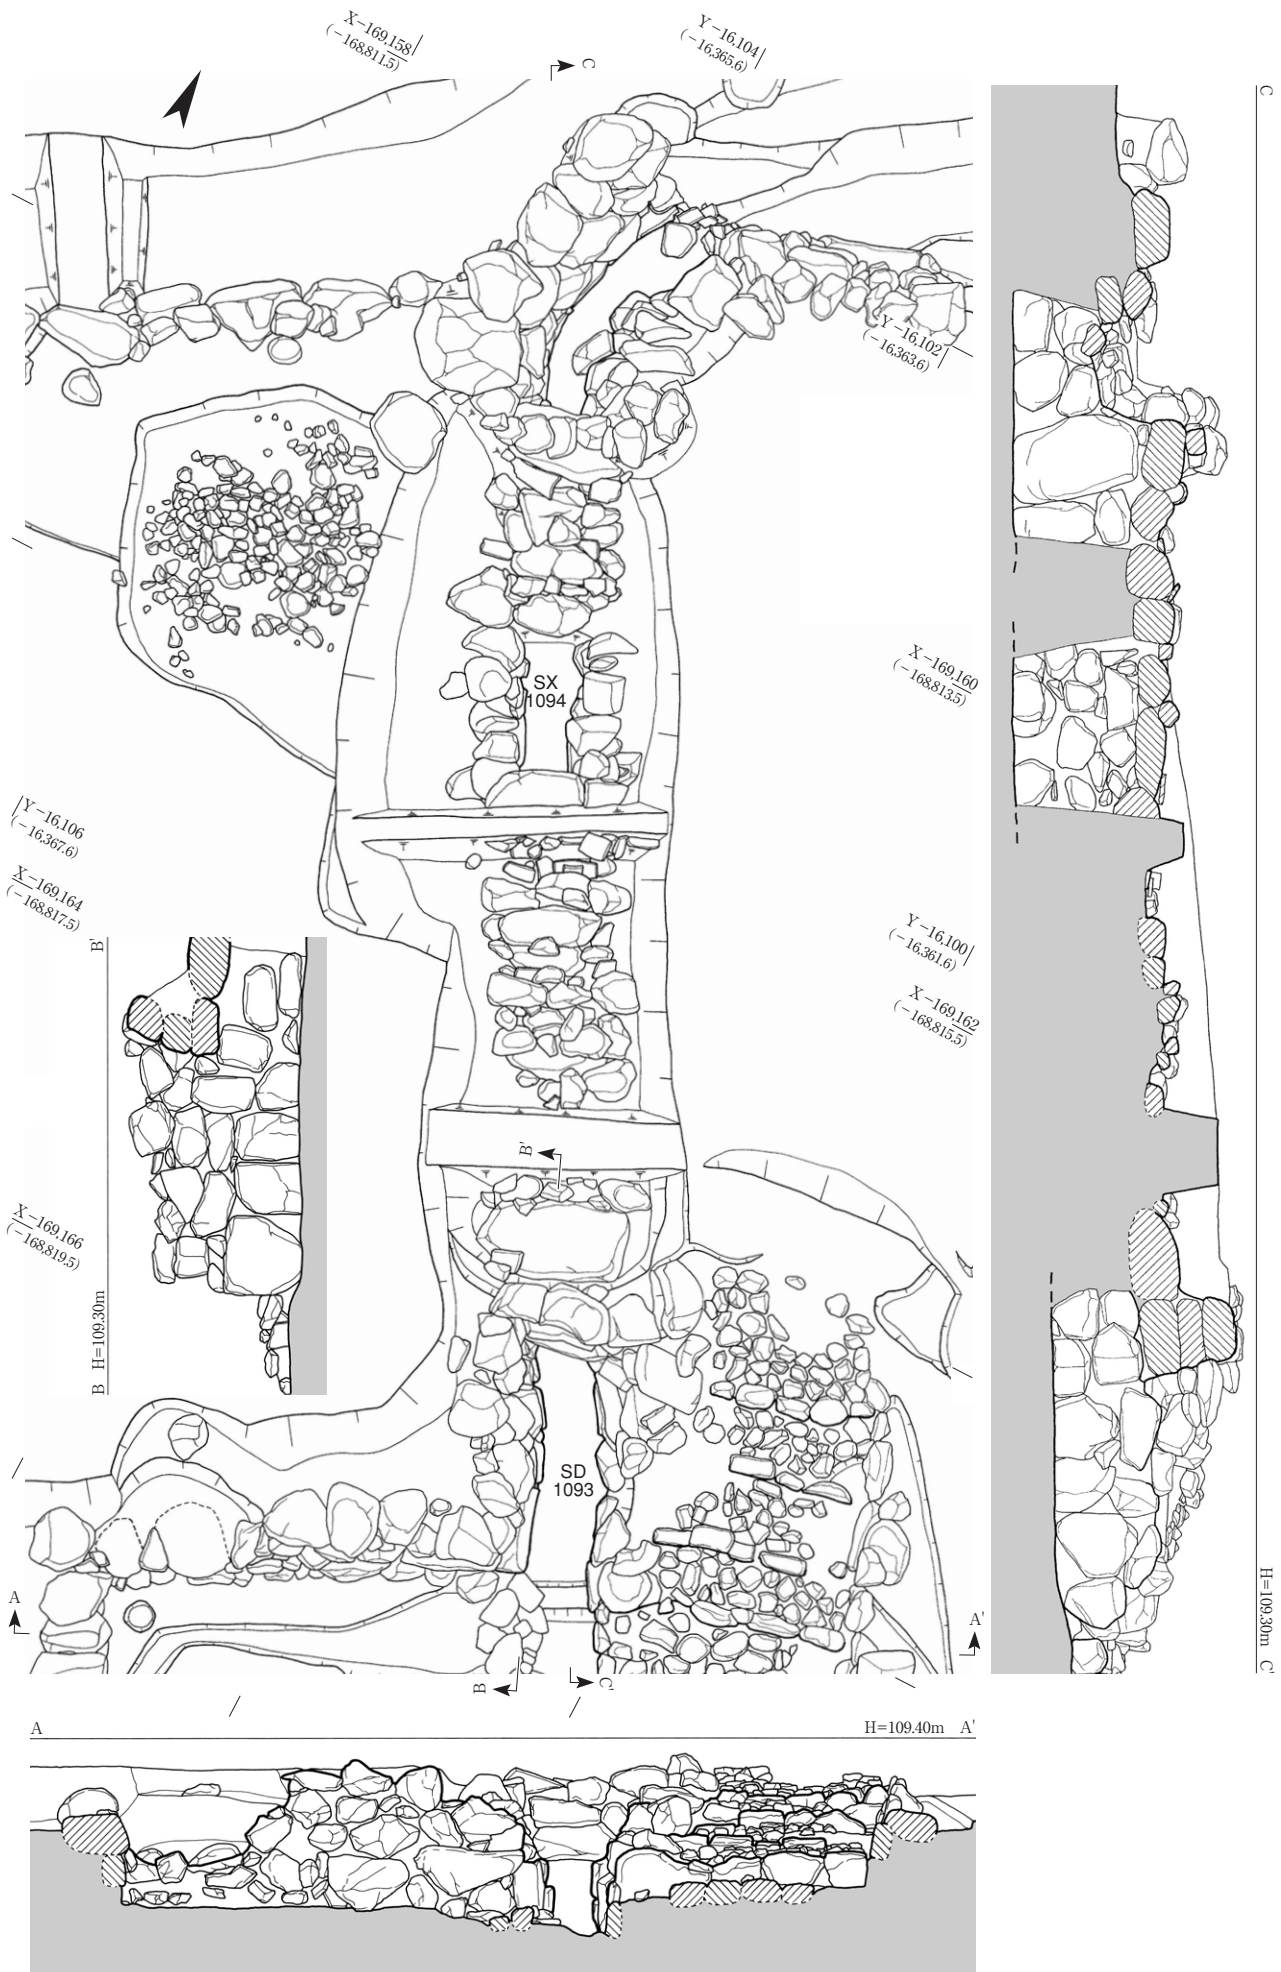 X-169,158
(-168,811.5)
Y-16,104
(-16,365.6)
C
C
Y-16,102
(-16,363.6)
X-169,160
(-168,813.5)
SX
1094
Y-16,106
(-16,367.6)
X-169,164
(-168,817.5)
Y-16,100
(-16,361.6)
X-169,162
(-168,815.5)
B'
B'
X-169,166
(-168,819.5)
B H=109.30m
SD
1093
A
A'
B
C'
H=109.30m C'
A
H=109.40m A'